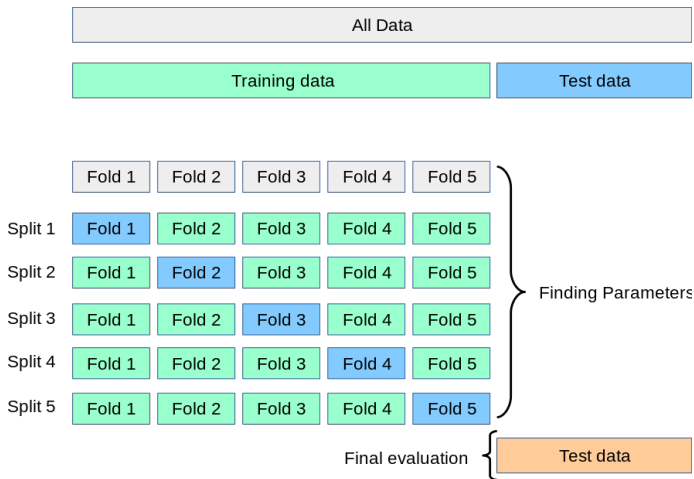 All Data
Training data Test data
Fold 1 Fold 2 Fold 3 Fold 4 Fold 5
Split 1 Fold 1 Fold 2 Fold 3 Fold 4 Fold 5
Split 2 Fold 1 Fold 2 Fold 3 Fold 4 Fold 5
Finding Parameters
Split 3 Fold 1 Fold 2 Fold 3 Fold 4 Fold 5
Split 4 Fold 1 Fold 2 Fold 3 Fold 4 Fold 5
Split 5 Fold 1 Fold 2 Fold 3 Fold 4 Fold 5
Final evaluation Test data